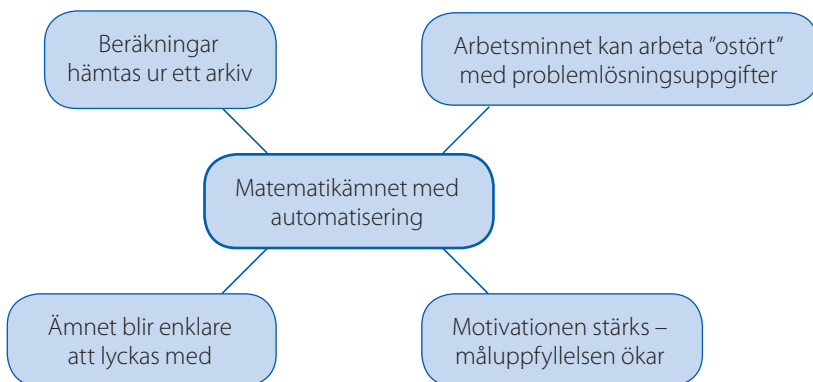 Beräkningar
hämtas ur ett arkiv
Arbetsminnet kan arbeta ”ostört”
med problemlösningsuppgifter
Matematikämnet med
automatisering
Ämnet blir enklare
att lyckas med
Motivationen stärks –
måluppfyllelsen ökar